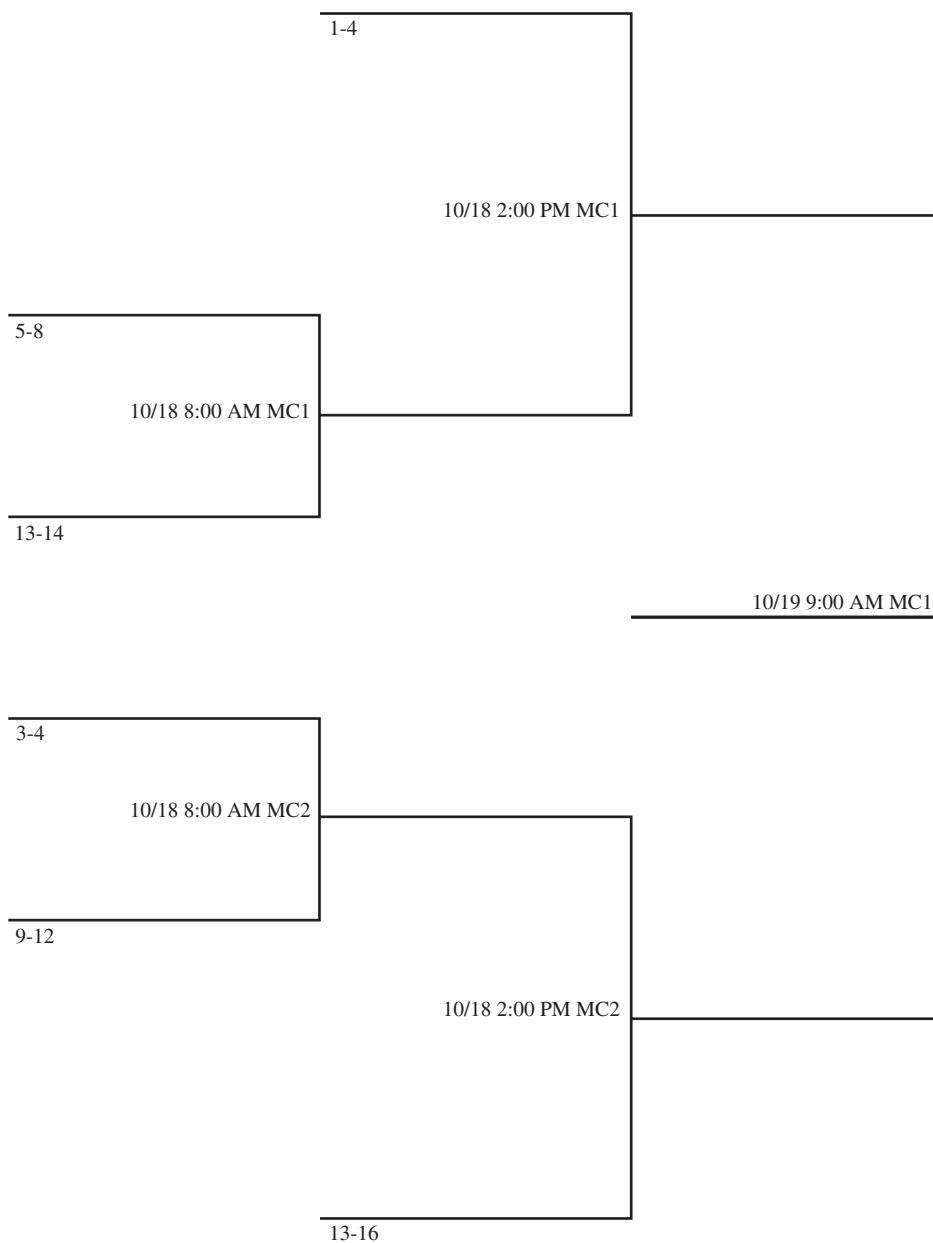 1-4
10/18 2:00 PM MC1
5-8
10/18 8:00 AM MC1
13-14
10/19 9:00 AM MC1
3-4
10/18 8:00 AM MC2
9-12
10/18 2:00 PM MC2
13-16